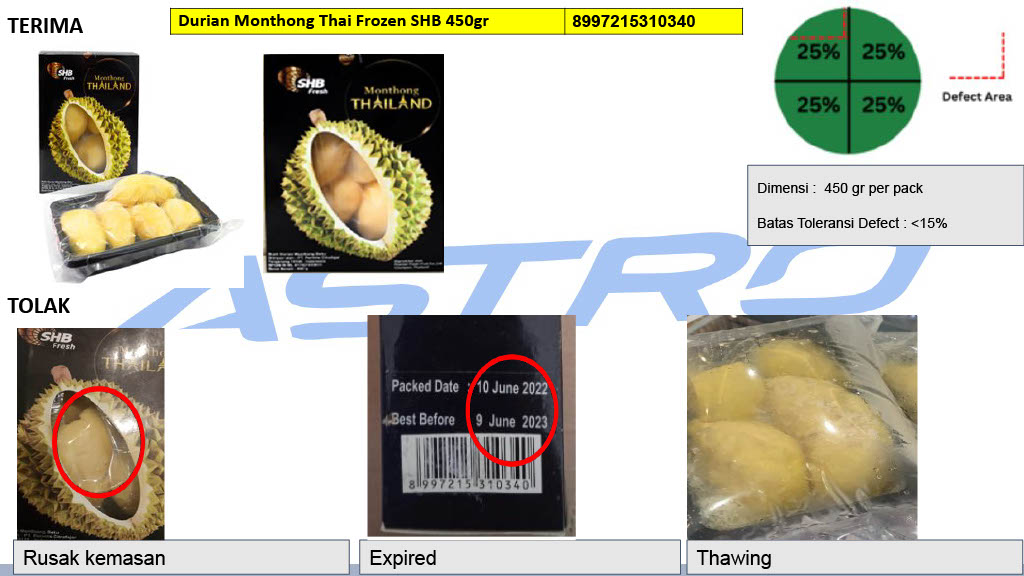 TERIMA
Durian Monthong Thai Frozen SHB 450gr 8997215310340
SHB
Fresh
Monthong
THAILAND
SHB
Fresh
Monthong
THAILAND
25% 25%
25% 25%
Defect Area
Dimensi : 450 gr per pack
Batas Toleransi Defect : <15%
ASTRO
TOLAK
SHB
Fresh
THAILA
Packed Date : 10 June 2022
Best Before : 9 June 2023
8 997215 310340
Rusak kemasan
Expired
Thawing